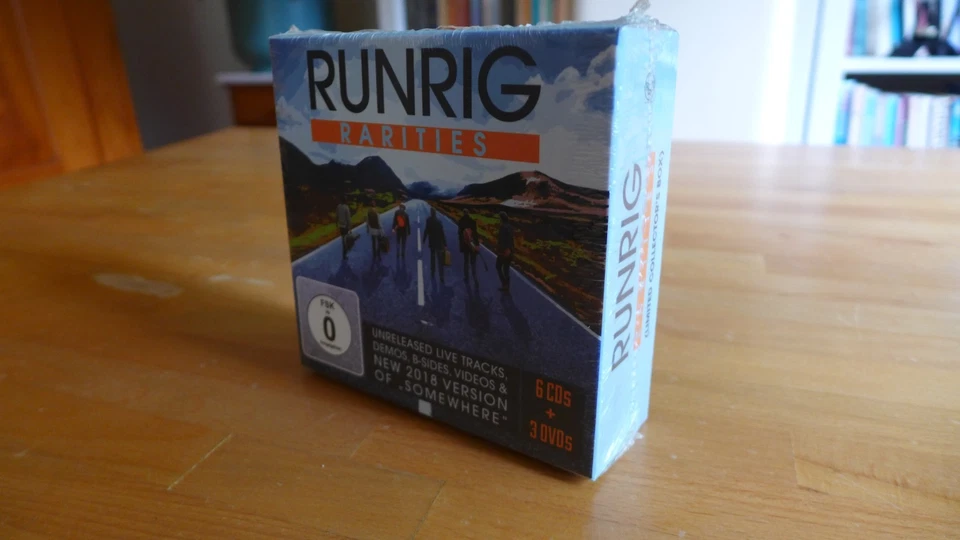 RUNRIG
RARITIES
FSK
0
UNRELEASED LIVE TRACKS,
DEMOS, B-SIDES, VIDEOS &
NEW 2018 VERSION
OF „SOMEWHERE"
6 CDs
+
3 DVDs
RUNRIG
RARITIES
(LIMITED COLLECTOR'S BOX)